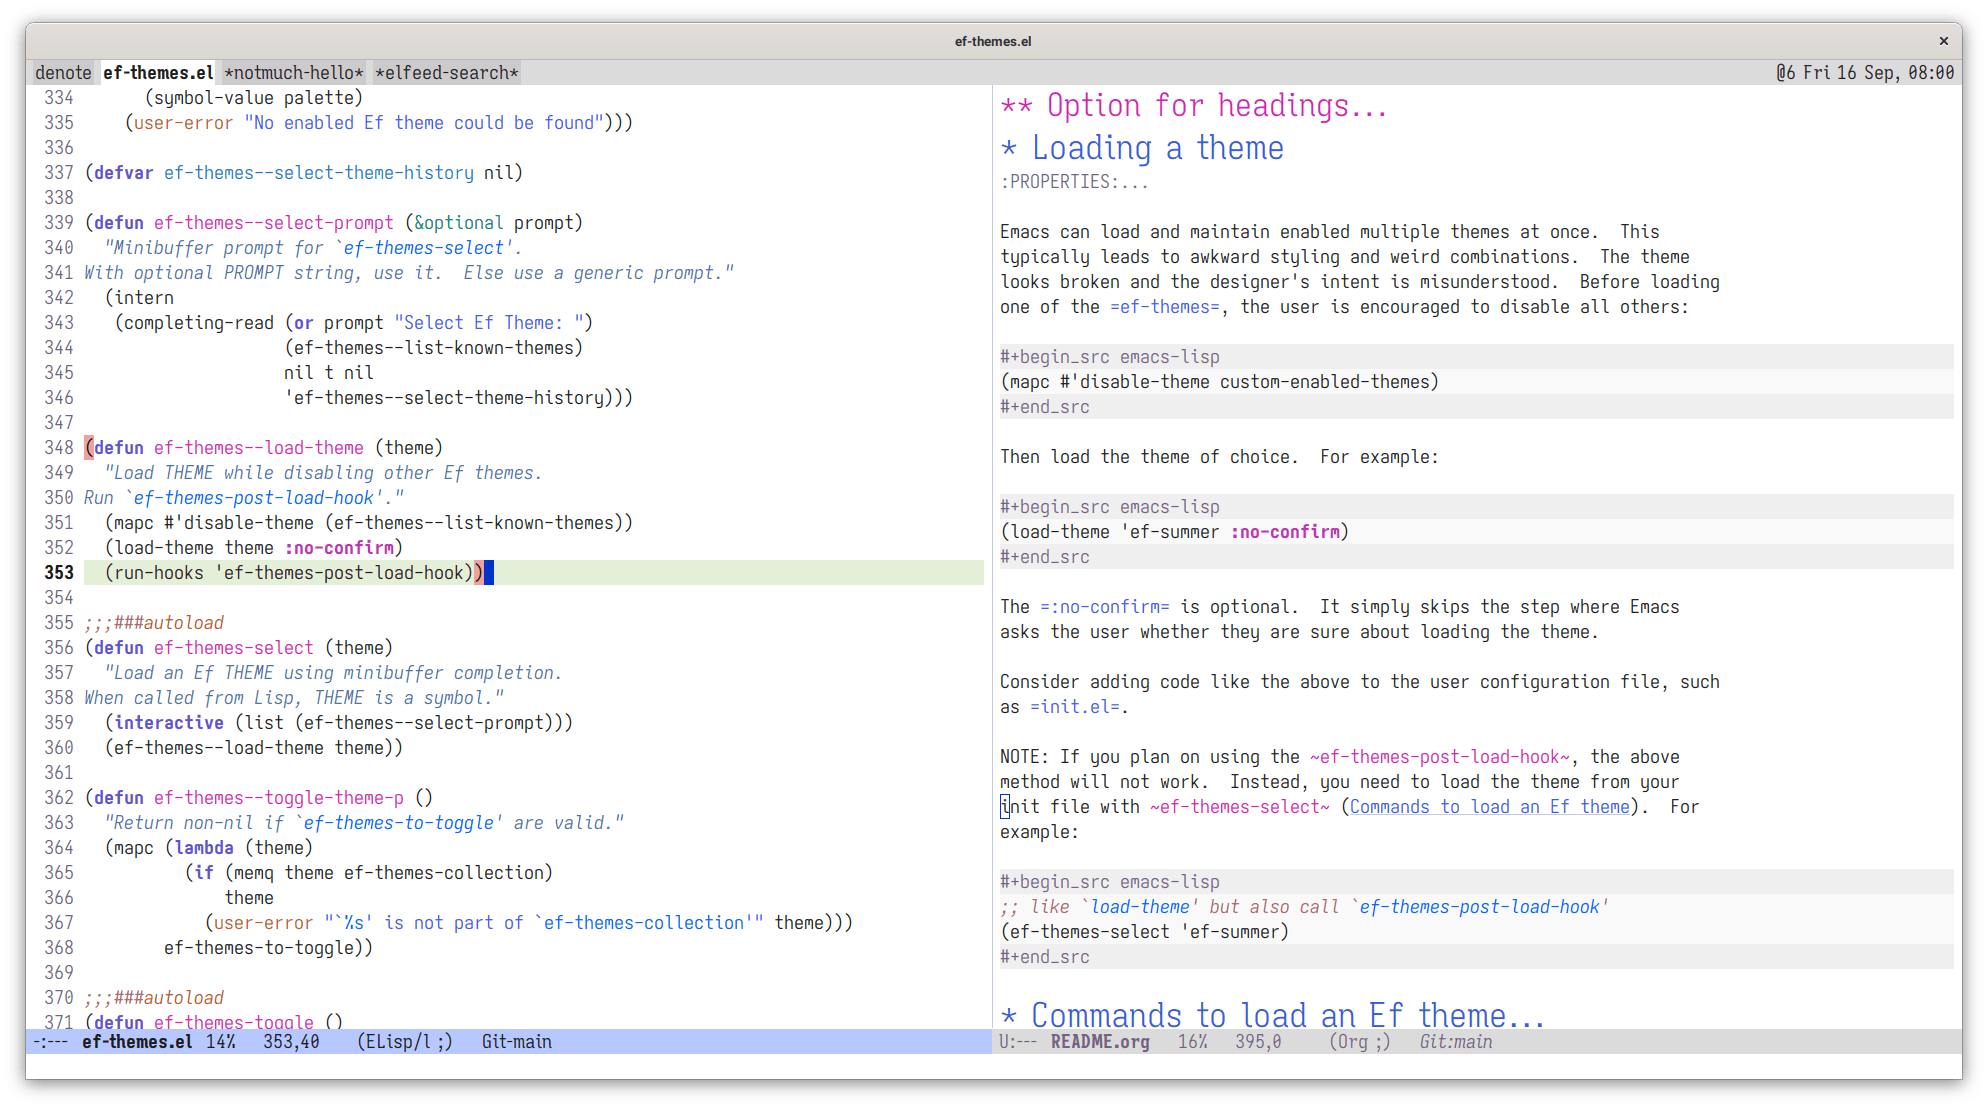 ef-themes.el ×
denote ef-themes.el *notmuch-hello* *elfeed-search* @6 Fri 16 Sep, 08:00
334       (symbol-value palette)
335     (user-error "No enabled Ef theme could be found")))
336
337 (defvar ef-themes--select-theme-history nil)
338
339 (defun ef-themes--select-prompt (&optional prompt)
340   "Minibuffer prompt for `ef-themes-select'.
341 With optional PROMPT string, use it.  Else use a generic prompt."
342   (intern
343    (completing-read (or prompt "Select Ef Theme: ")
344                     (ef-themes--list-known-themes)
345                     nil t nil
346                     'ef-themes--select-theme-history)))
347
348 (defun ef-themes--load-theme (theme)
349   "Load THEME while disabling other Ef themes.
350 Run `ef-themes-post-load-hook'."
351   (mapc #'disable-theme (ef-themes--list-known-themes))
352   (load-theme theme :no-confirm)
353   (run-hooks 'ef-themes-post-load-hook))
354
355 ;;;###autoload
356 (defun ef-themes-select (theme)
357   "Load an Ef THEME using minibuffer completion.
358 When called from Lisp, THEME is a symbol."
359   (interactive (list (ef-themes--select-prompt)))
360   (ef-themes--load-theme theme))
361
362 (defun ef-themes--toggle-theme-p ()
363   "Return non-nil if `ef-themes-to-toggle' are valid."
364   (mapc (lambda (theme)
365           (if (memq theme ef-themes-collection)
366               theme
367             (user-error "`%s' is not part of `ef-themes-collection'" theme)))
368         ef-themes-to-toggle))
369
370 ;;;###autoload
371 (defun ef-themes-toggle ()
-:--- ef-themes.el 14% 353,40 (ELisp/l ;) Git-main
** Option for headings...
* Loading a theme
:PROPERTIES:...
Emacs can load and maintain enabled multiple themes at once.  This
typically leads to awkward styling and weird combinations.  The theme
looks broken and the designer's intent is misunderstood.  Before loading
one of the =ef-themes=, the user is encouraged to disable all others:
#+begin_src emacs-lisp
(mapc #'disable-theme custom-enabled-themes)
#+end_src
Then load the theme of choice.  For example:
#+begin_src emacs-lisp
(load-theme 'ef-summer :no-confirm)
#+end_src
The =:no-confirm= is optional.  It simply skips the step where Emacs
asks the user whether they are sure about loading the theme.
Consider adding code like the above to the user configuration file, such
as =init.el=.
NOTE: If you plan on using the ~ef-themes-post-load-hook~, the above
method will not work.  Instead, you need to load the theme from your
init file with ~ef-themes-select~ (Commands to load an Ef theme).  For
example:
#+begin_src emacs-lisp
;; like `load-theme' but also call `ef-themes-post-load-hook'
(ef-themes-select 'ef-summer)
#+end_src
* Commands to load an Ef theme...
U:--- README.org 16% 395,0 (Org ;) Git:main